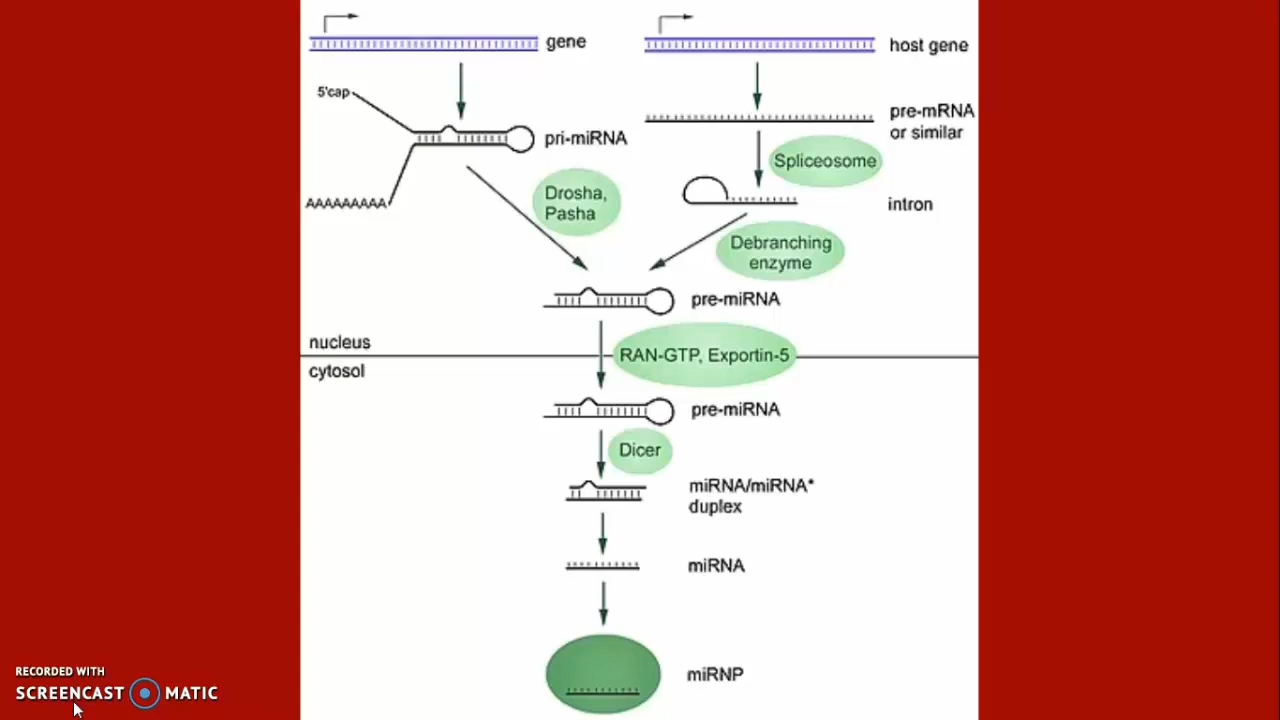 gene
host gene
5'cap
pre-mRNA
or similar
pri-miRNA
Spliceosome
Drosha,
Pasha
AAAAAAAAA
intron
Debranching
enzyme
pre-miRNA
nucleus
RAN-GTP, Exportin-5
cytosol
pre-miRNA
Dicer
miRNA/miRNA*
duplex
miRNA
miRNP
RECORDED WITH
SCREENCAST MATIC